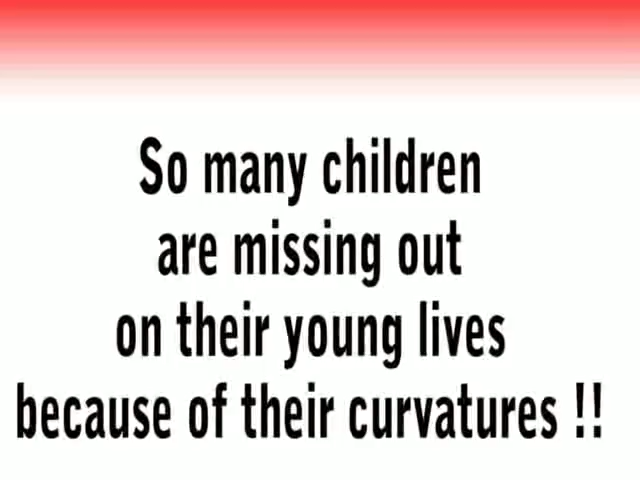 So many children
are missing out
on their young lives
because of their curvatures !!